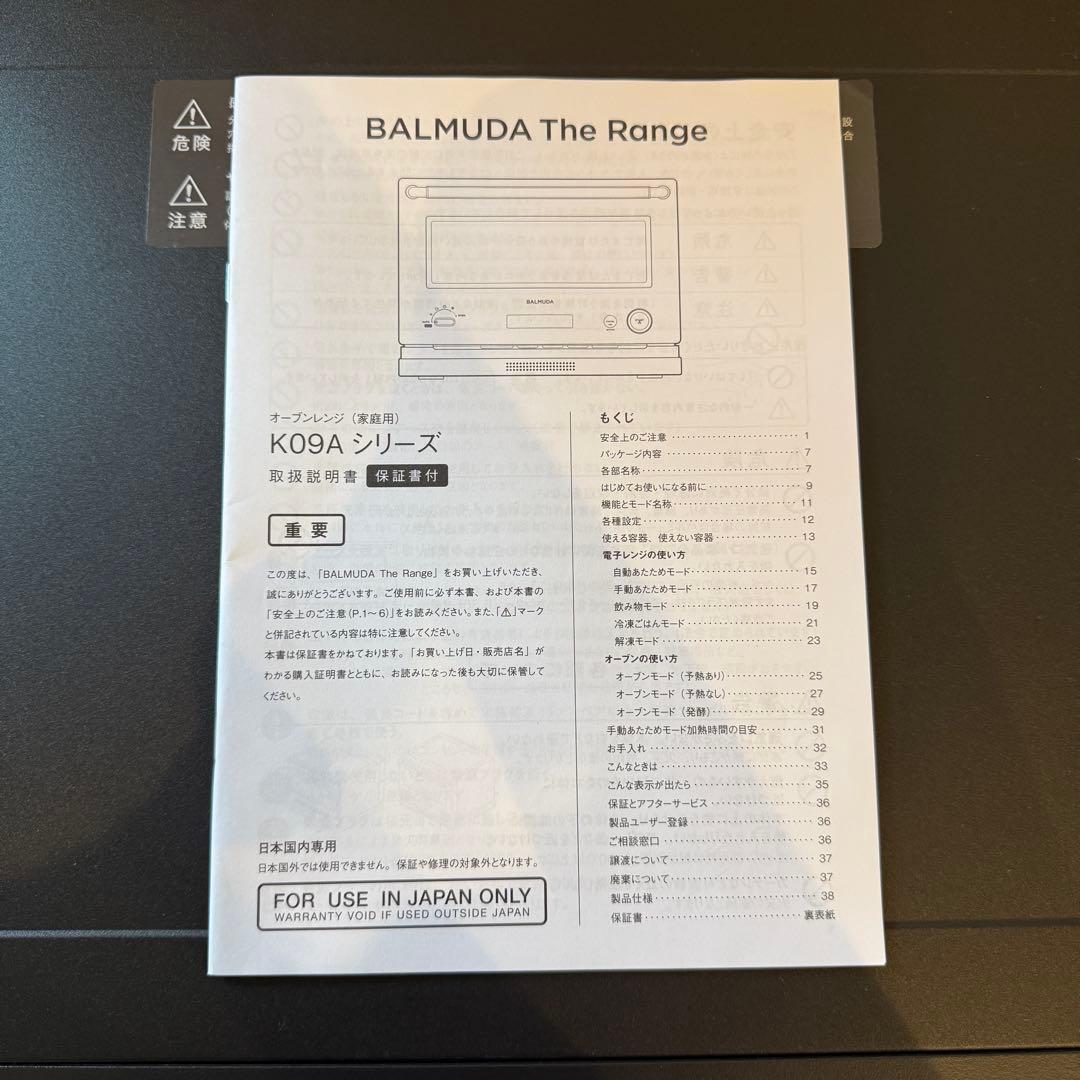 BALMUDA The Range
危険
注意
設
合
BALMUDA
オーブンレンジ（家庭用）
K09A シリーズ
取扱説明書 保証書付
重要
この度は、「BALMUDA The Range」をお買い上げいただき、
誠にありがとうございます。ご使用前に必ず本書、および本書の
「安全上のご注意（P.1〜6）」をお読みください。また、「⚠」マーク
と併記されている内容は特に注意してください。
本書は保証書をかねております。「お買い上げ日・販売店名」が
わかる購入証明書とともに、お読みになった後も大切に保管して
ください。
日本国内専用
日本国外では使用できません。保証や修理の対象外となります。
FOR USE IN JAPAN ONLY
WARRANTY VOID IF USED OUTSIDE JAPAN
もくじ
安全上のご注意 1
パッケージ内容 7
各部名称 7
はじめてお使いになる前に 9
機能とモード名称 11
各種設定 12
使える容器、使えない容器 13
電子レンジの使い方
自動あたためモード 15
手動あたためモード 17
飲み物モード 19
冷凍ごはんモード 21
解凍モード 23
オーブンの使い方
オーブンモード（予熱あり） 25
オーブンモード（予熱なし） 27
オーブンモード（発酵） 29
手動あたためモード加熱時間の目安 31
お手入れ 32
こんなときは 33
こんな表示が出たら 35
保証とアフターサービス 36
製品ユーザー登録 36
ご相談窓口 36
譲渡について 37
廃棄について 37
製品仕様 38
保証書 裏表紙